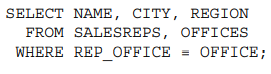 SELECT NAME, CITY, REGION
FROM SALESREPS, OFFICES
WHERE REP_OFFICE = OFFICE;